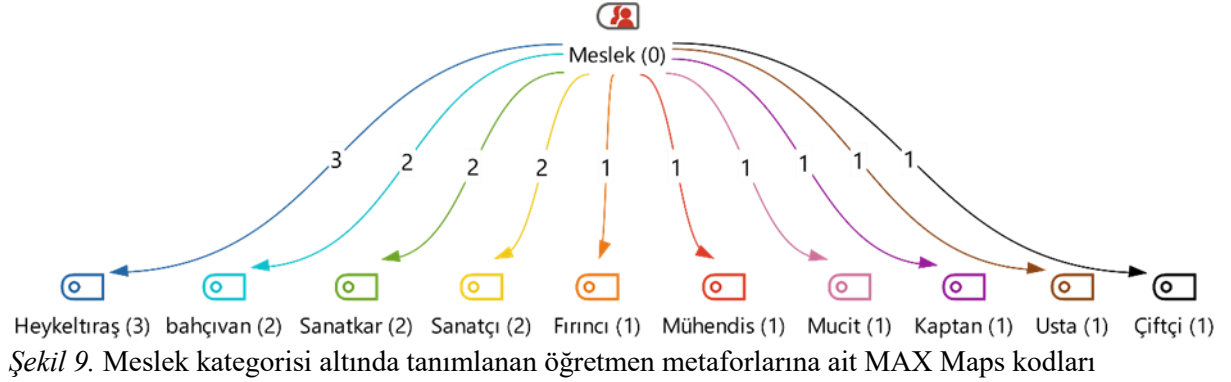 Meslek (0)
3 2 2 2 1 1 1 1 1 1
Heykeltıraş (3) bahçıvan (2) Sanatkar (2) Sanatçı (2) Fırıncı (1) Mühendis (1) Mucit (1) Kaptan (1) Usta (1) Çiftçi (1)
Şekil 9. Meslek kategorisi altında tanımlanan öğretmen metaforlarına ait MAX Maps kodları